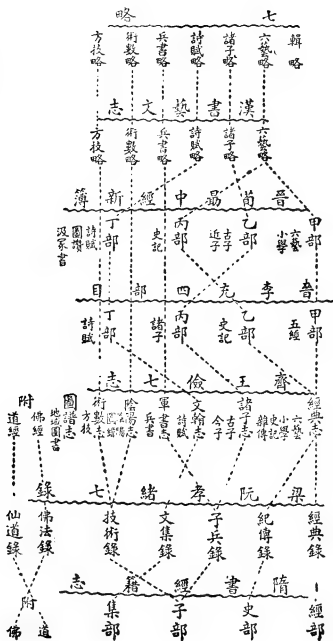 七略
輯略
六藝略
諸子略
詩賦略
兵書略
術數略
方技略
漢書藝文志
六藝略
諸子略
詩賦略
兵書略
術數略
方技略
晉荀勗中經新簿
甲部
六藝
小學
乙部
古子
近子
丙部
史記
丁部
詩賦
圖讚
汲冢書
晉李充四部目
甲部
五經
乙部
史記
丙部
諸子
丁部
詩賦
齊王儉七志
經典志
六藝
小學
史記
雜傳
諸子志
古子
今子
文翰志
詩賦
軍書志
兵書
陰陽志
陰陽
圖緯
術數志
方技
圖譜志
地域圖書
附
佛經
道經
梁阮孝緒七錄
經典錄
紀傳錄
子兵錄
文集錄
技術錄
佛法錄
仙道錄
隋書經籍志
經部
史部
子部
集部
附
道
佛